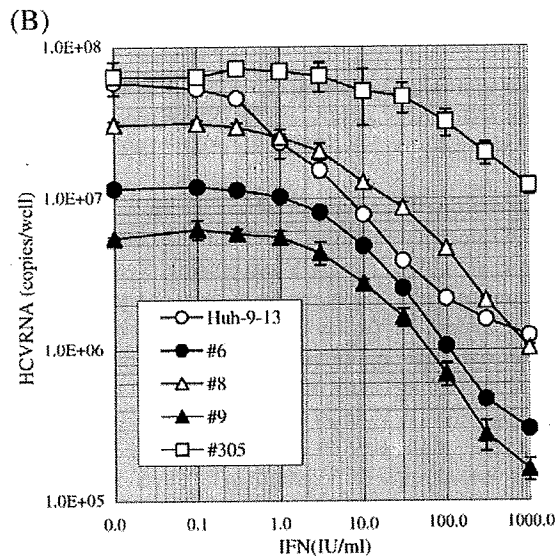 (B)
1.0E+08
1.0E+07
1.0E+06
1.0E+05
HCVRNA (copies/well)
Huh-9-13
#6
#8
#9
#305
0.0
0.1
1.0
10.0
100.0
1000.0
IFN(IU/ml)